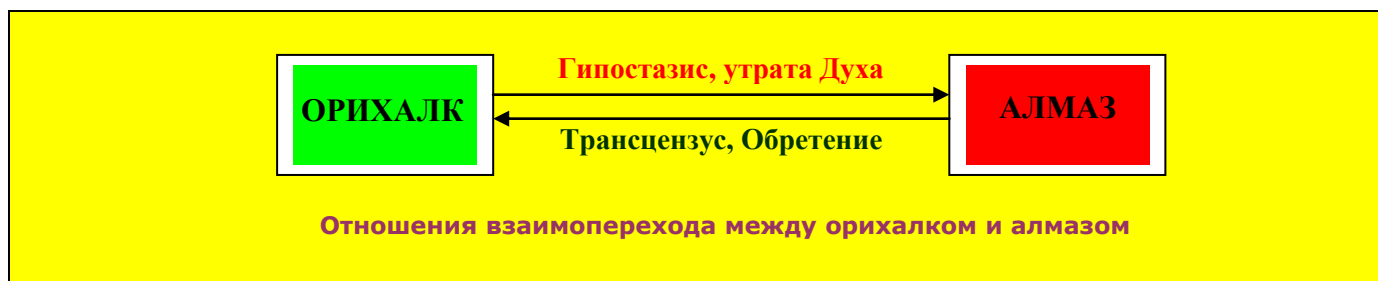 Гипостазис, утрата Духа
ОРИХАЛК
АЛМАЗ
Трансцензус, Обретение
Отношения взаимоперехода между орихалком и алмазом